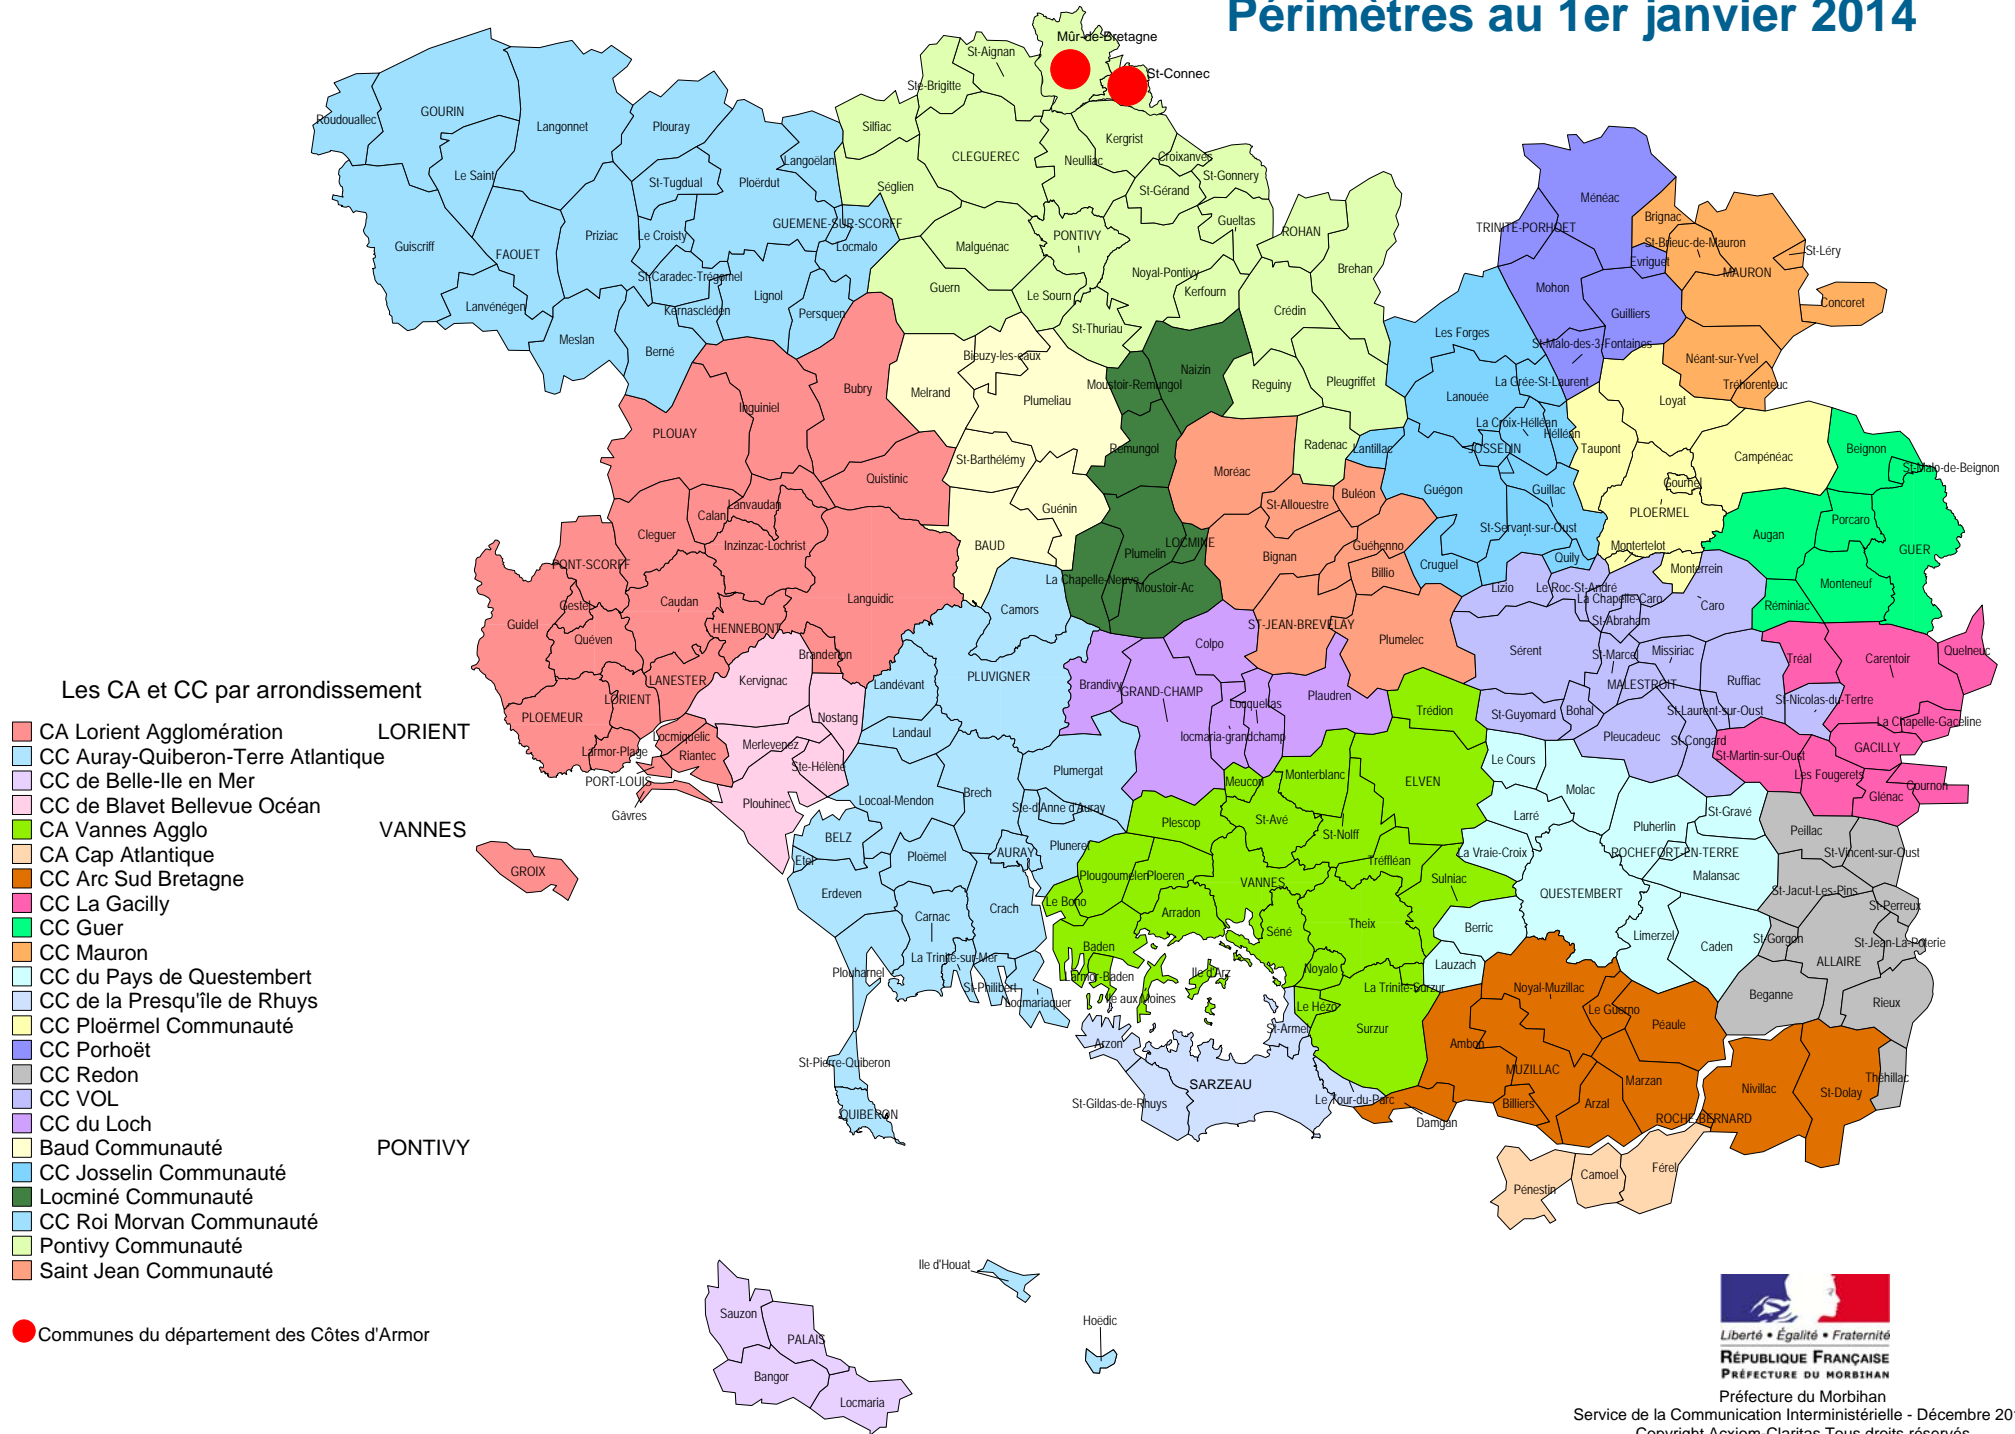 Périmètres au 1er janvier 2014
Mûr-de-Bretagne
St-Aignan
St-Connec
Ste-Brigitte
Roudouallec
GOURIN
Langonnet
Plouray
Silfiac
Kergrist
Langoëlan
CLEGUEREC
Neulliac
Croixanvec
Le Saint
St-Tugdual
Ploërdut
Séglien
St-Gérand
St-Gonnery
Ménéac
Brignac
GUEMENE-SUR-SCORFF
Gueltas
TRINITE-PORHOET
Guiscriff
Priziac
Le Croisty
Locmalo
Malguénac
PONTIVY
ROHAN
St-Brieuc-de-Mauron
St-Léry
FAOUET
Evriguet
MAURON
St-Caradec-Trégomel
Noyal-Pontivy
Brehan
Guern
Le Sourn
Kerfourn
Mohon
Lanvénégen
Lignol
Kernascléden
Persquen
Crédin
Guilliers
Concoret
St-Thuriau
Les Forges
Meslan
Berné
Bieuzy-les-eaux
St-Malo-des-3-Fontaines
Néant-sur-Yvel
Bubry
Melrand
Moustoir-Remungol
Naizin
Reguiny
Pleugriffet
La Grée-St-Laurent
Tréhorenteuc
Inguiniel
Plumeliau
Lanouée
Loyat
PLOUAY
La Croix-Hélléan
Hélléan
Remungol
Radenac
Lantillac
JOSSELIN
Taupont
Campénéac
Beignon
St-Barthélémy
Moréac
St-Malo-de-Beignon
Quistinic
Buléon
Guégon
Guillac
Gourhel
Lanvaudan
Calan
Guénin
St-Allouestre
PLOERMEL
Porcaro
Cleguer
St-Servant-sur-Oust
Augan
Inzinzac-Lochrist
BAUD
Plumelin
LOCMINE
Bignan
Guéhenno
Montertelot
GUER
PONT-SCORFF
Billio
Cruguel
Quily
Monterrein
La Chapelle-Neuve
Moustoir-Ac
Lizio
Le Roc-St-André
Monteneuf
Gestel
Caudan
Languidic
Camors
La Chapelle-Caro
Caro
Réminiac
Guidel
HENNEBONT
ST-JEAN-BREVELAY
St-Abraham
Quéven
Colpo
Plumelec
Sérent
Missiriac
Tréal
Carentoir
Quelneuc
Branderion
St-Marcel
LANESTER
Kervignac
Landévant
PLUVIGNER
Brandivy
GRAND-CHAMP
Plaudren
MALESTROIT
Ruffiac
LORIENT
Locqueltas
St-Nicolas-du-Tertre
PLOEMEUR
Nostang
Trédion
St-Guyomard
Bohal
St-Laurent-sur-Oust
La Chapelle-Gaceline
Locmiquelic
Landaul
locmaria-grandchamp
Pleucadeuc
St-Congard
Larmor-Plage
Riantec
Merlevenez
Ste-Hélène
Plumergat
Meucon
Monterblanc
ELVEN
Le Cours
St-Martin-sur-Oust
GACILLY
PORT-LOUIS
Les Fougerets
Cournon
Plouhinec
Locoal-Mendon
Brech
Ste-d'Anne d'Auray
Molac
Glénac
Gâvres
Plescop
St-Avé
St-Nolff
Larré
Pluherlin
St-Gravé
Peillac
BELZ
Etel
Ploëmel
AURAY
Pluneret
La Vraie-Croix
ROCHEFORT-EN-TERRE
St-Vincent-sur-Oust
Tréffléan
GROIX
Plougoumelen
Ploeren
VANNES
Sulniac
Malansac
Erdeven
QUESTEMBERT
St-Jacut-Les-Pins
Le Bono
Crach
Carnac
Arradon
Theix
St-Perreux
Séné
Berric
Limerzel
Caden
St-Gorgon
St-Jean-La-Poterie
Baden
La Trinité-sur-Mer
ALLAIRE
Plouharnel
Larmor-Baden
Ile d'Arz
Noyalo
Lauzach
St-Philibert
Locmariaquer
Ile aux Moines
La Trinité-Surzur
Noyal-Muzillac
Beganne
Rieux
Le Hézo
Le Guerno
Péaule
Arzon
St-Armel
Surzur
Ambon
St-Pierre-Quiberon
SARZEAU
MUZILLAC
Marzan
Nivillac
St-Dolay
Théhillac
QUIBERON
St-Gildas-de-Rhuys
Le Tour-du-Parc
Damgan
Billiers
Arzal
ROCHE-BERNARD
Pénestin
Camoel
Férel
Ile d'Houat
Hoëdic
Sauzon
PALAIS
Bangor
Locmaria
Les CA et CC par arrondissement
CA Lorient Agglomération LORIENT
CC Auray-Quiberon-Terre Atlantique
CC de Belle-Ile en Mer
CC de Blavet Bellevue Océan
CA Vannes Agglo VANNES
CA Cap Atlantique
CC Arc Sud Bretagne
CC La Gacilly
CC Guer
CC Mauron
CC du Pays de Questembert
CC de la Presqu'île de Rhuys
CC Ploërmel Communauté
CC Porhoët
CC Redon
CC VOL
CC du Loch
Baud Communauté PONTIVY
CC Josselin Communauté
Locminé Communauté
CC Roi Morvan Communauté
Pontivy Communauté
Saint Jean Communauté
Communes du département des Côtes d'Armor
Liberté • Égalité • Fraternité
RÉPUBLIQUE FRANÇAISE
PRÉFECTURE DU MORBIHAN
Préfecture du Morbihan
Service de la Communication Interministérielle - Décembre 20
Copyright Acxiom-Claritas Tous droits réservés